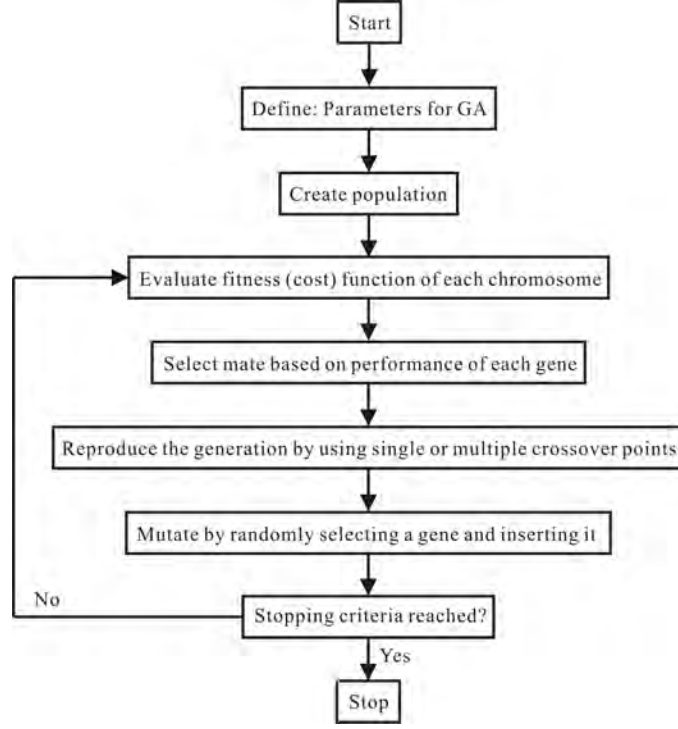 Start
Define: Parameters for GA
Create population
Evaluate fitness (cost) function of each chromosome
Select mate based on performance of each gene
Reproduce the generation by using single or multiple crossover points
Mutate by randomly selecting a gene and inserting it
No
Stopping criteria reached?
Yes
Stop